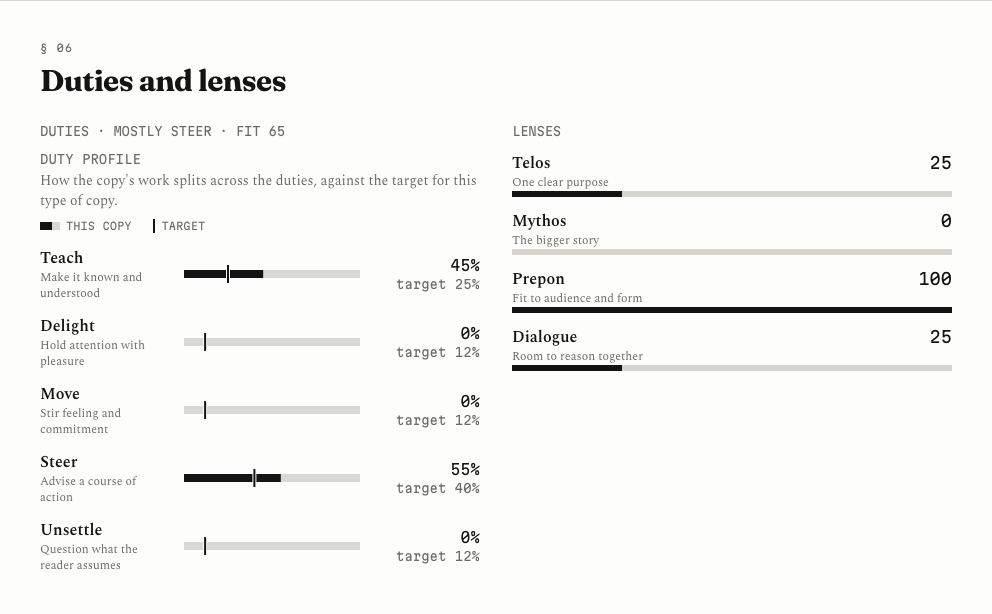 § 06
Duties and lenses
DUTIES · MOSTLY STEER · FIT 65
DUTY PROFILE
How the copy's work splits across the duties, against the target for this
type of copy.
THIS COPY TARGET
Teach
Make it known and
understood
45%
target 25%
Delight
Hold attention with
pleasure
0%
target 12%
Move
Stir feeling and
commitment
0%
target 12%
Steer
Advise a course of
action
55%
target 40%
Unsettle
Question what the
reader assumes
0%
target 12%
LENSES
Telos 25
One clear purpose
Mythos 0
The bigger story
Prepon 100
Fit to audience and form
Dialogue 25
Room to reason together